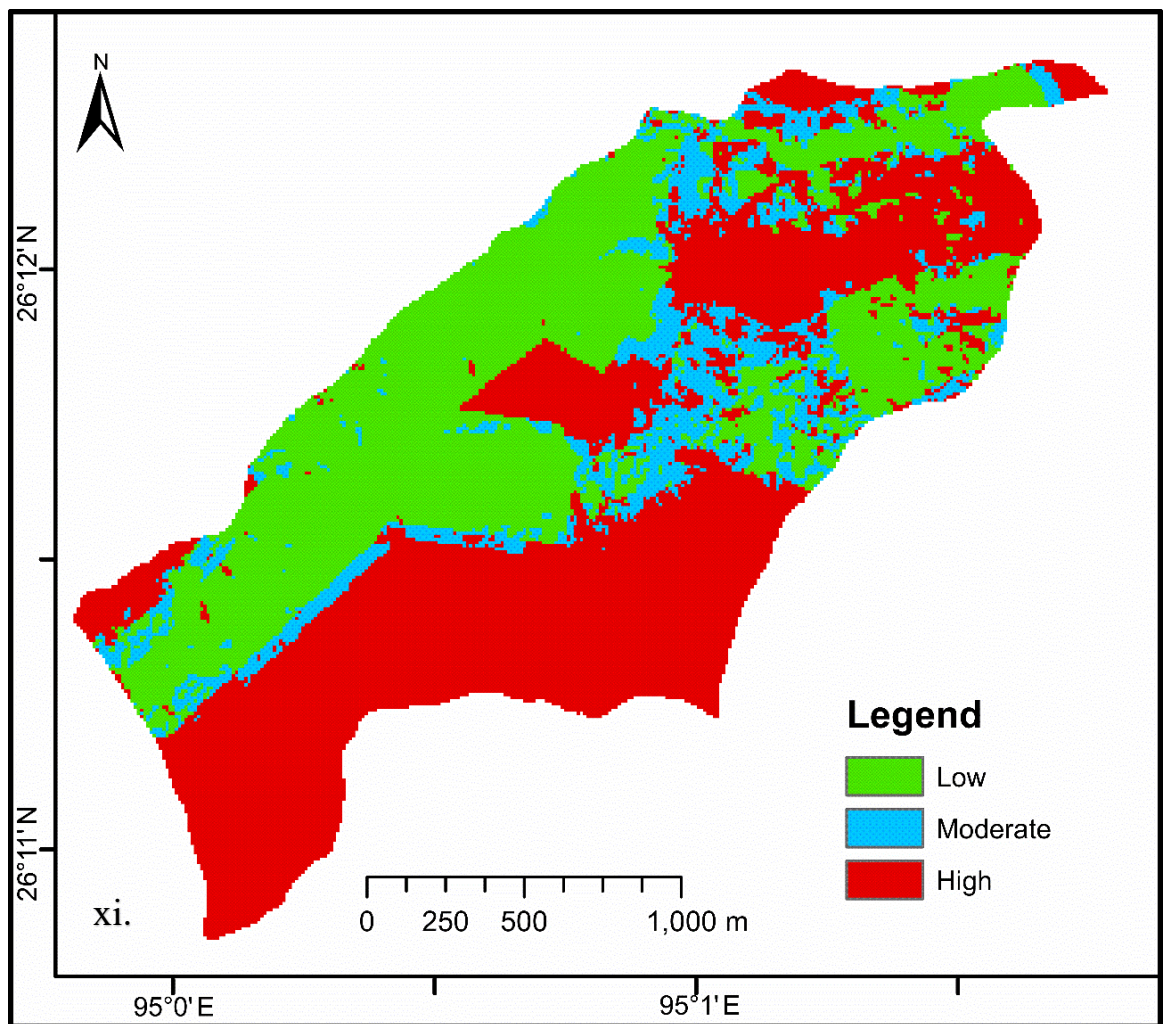 N
26°12' N
26°11' N
Legend
Low
Moderate
High
xi.
0 250 500 1,000 m
95°0' E 95°1' E